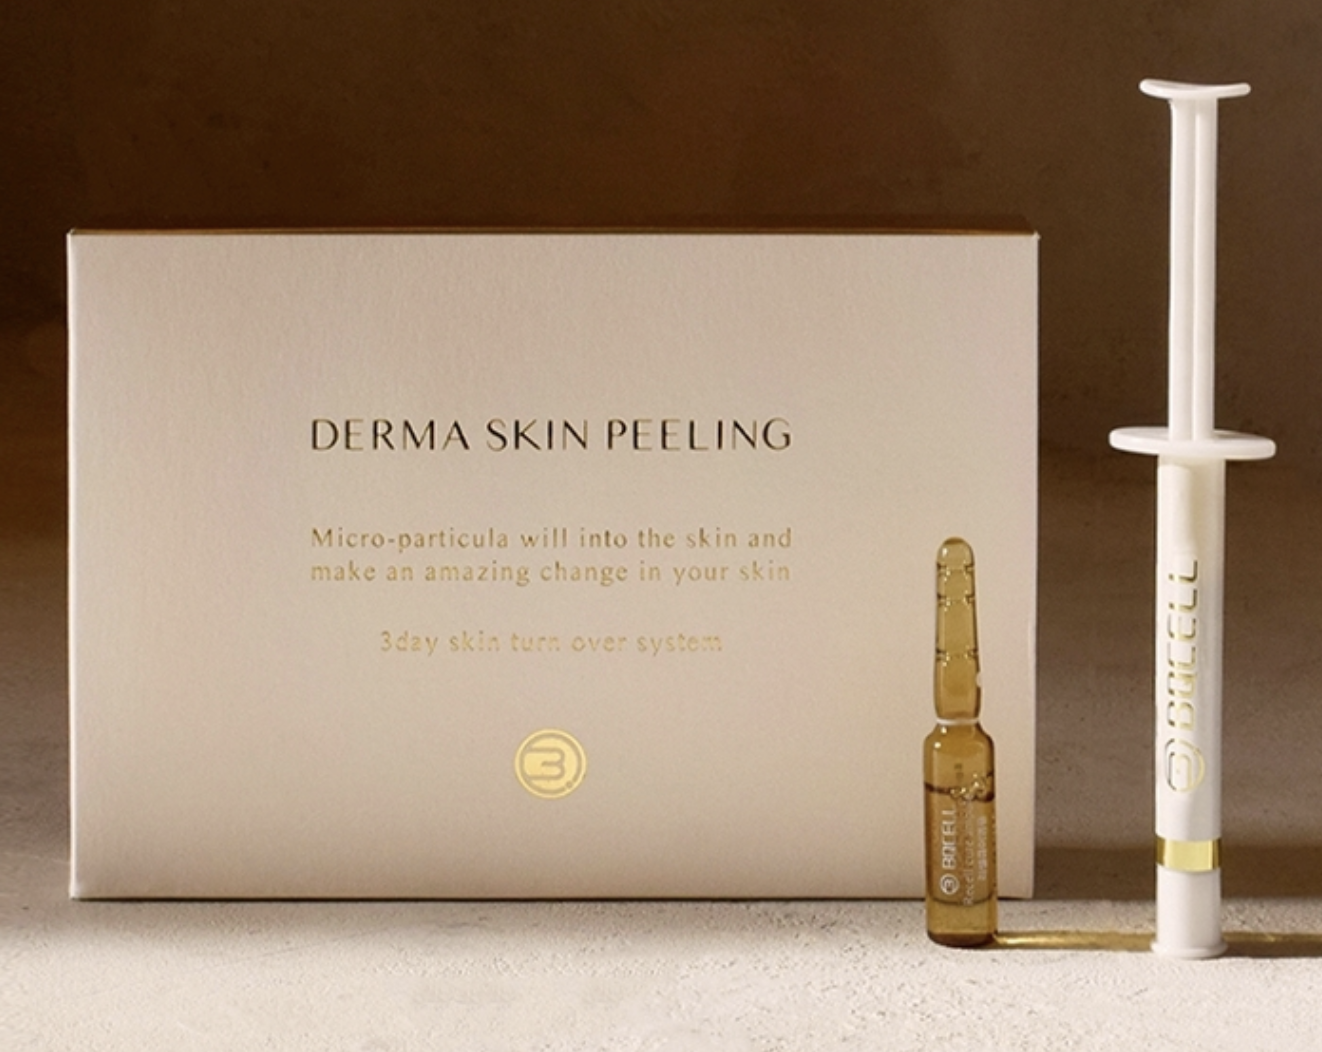 DERMA SKIN PEELING
Micro-particula will into the skin and
make an amazing change in your skin
3day skin turn over system
BQCELL
BQCELL